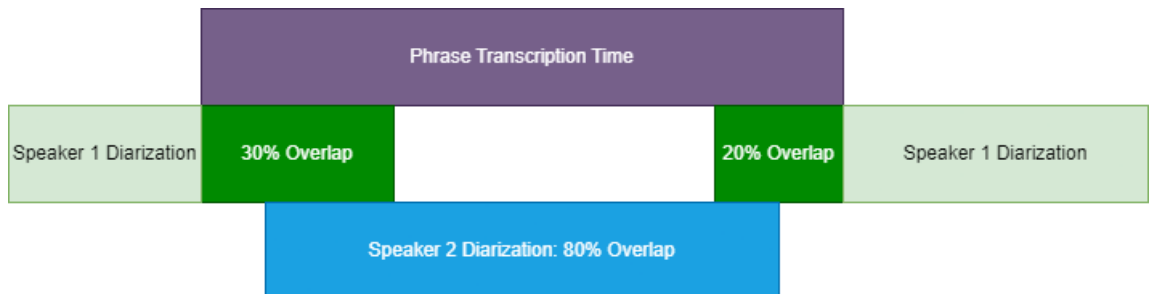 Phrase Transcription Time
Speaker 1 Diarization
30% Overlap
20% Overlap
Speaker 1 Diarization
Speaker 2 Diarization: 80% Overlap